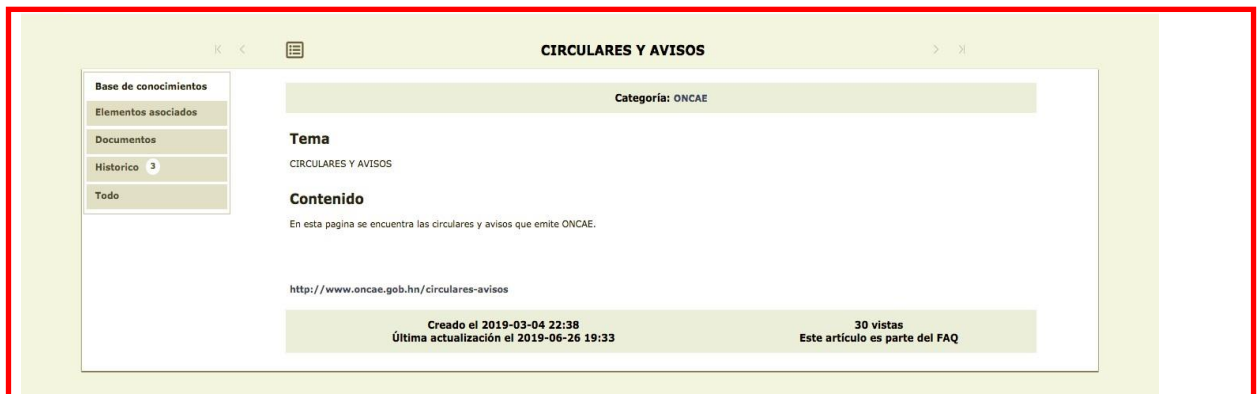 CIRCULARES Y AVISOS
Base de conocimientos
Elementos asociados
Documentos
Historico 3
Todo
Categoría: ONCAE
Tema
CIRCULARES Y AVISOS
Contenido
En esta pagina se encuentra las circulares y avisos que emite ONCAE.
http://www.oncae.gob.hn/circulares-avisos
Creado el 2019-03-04 22:38
Última actualización el 2019-06-26 19:33
30 vistas
Este artículo es parte del FAQ